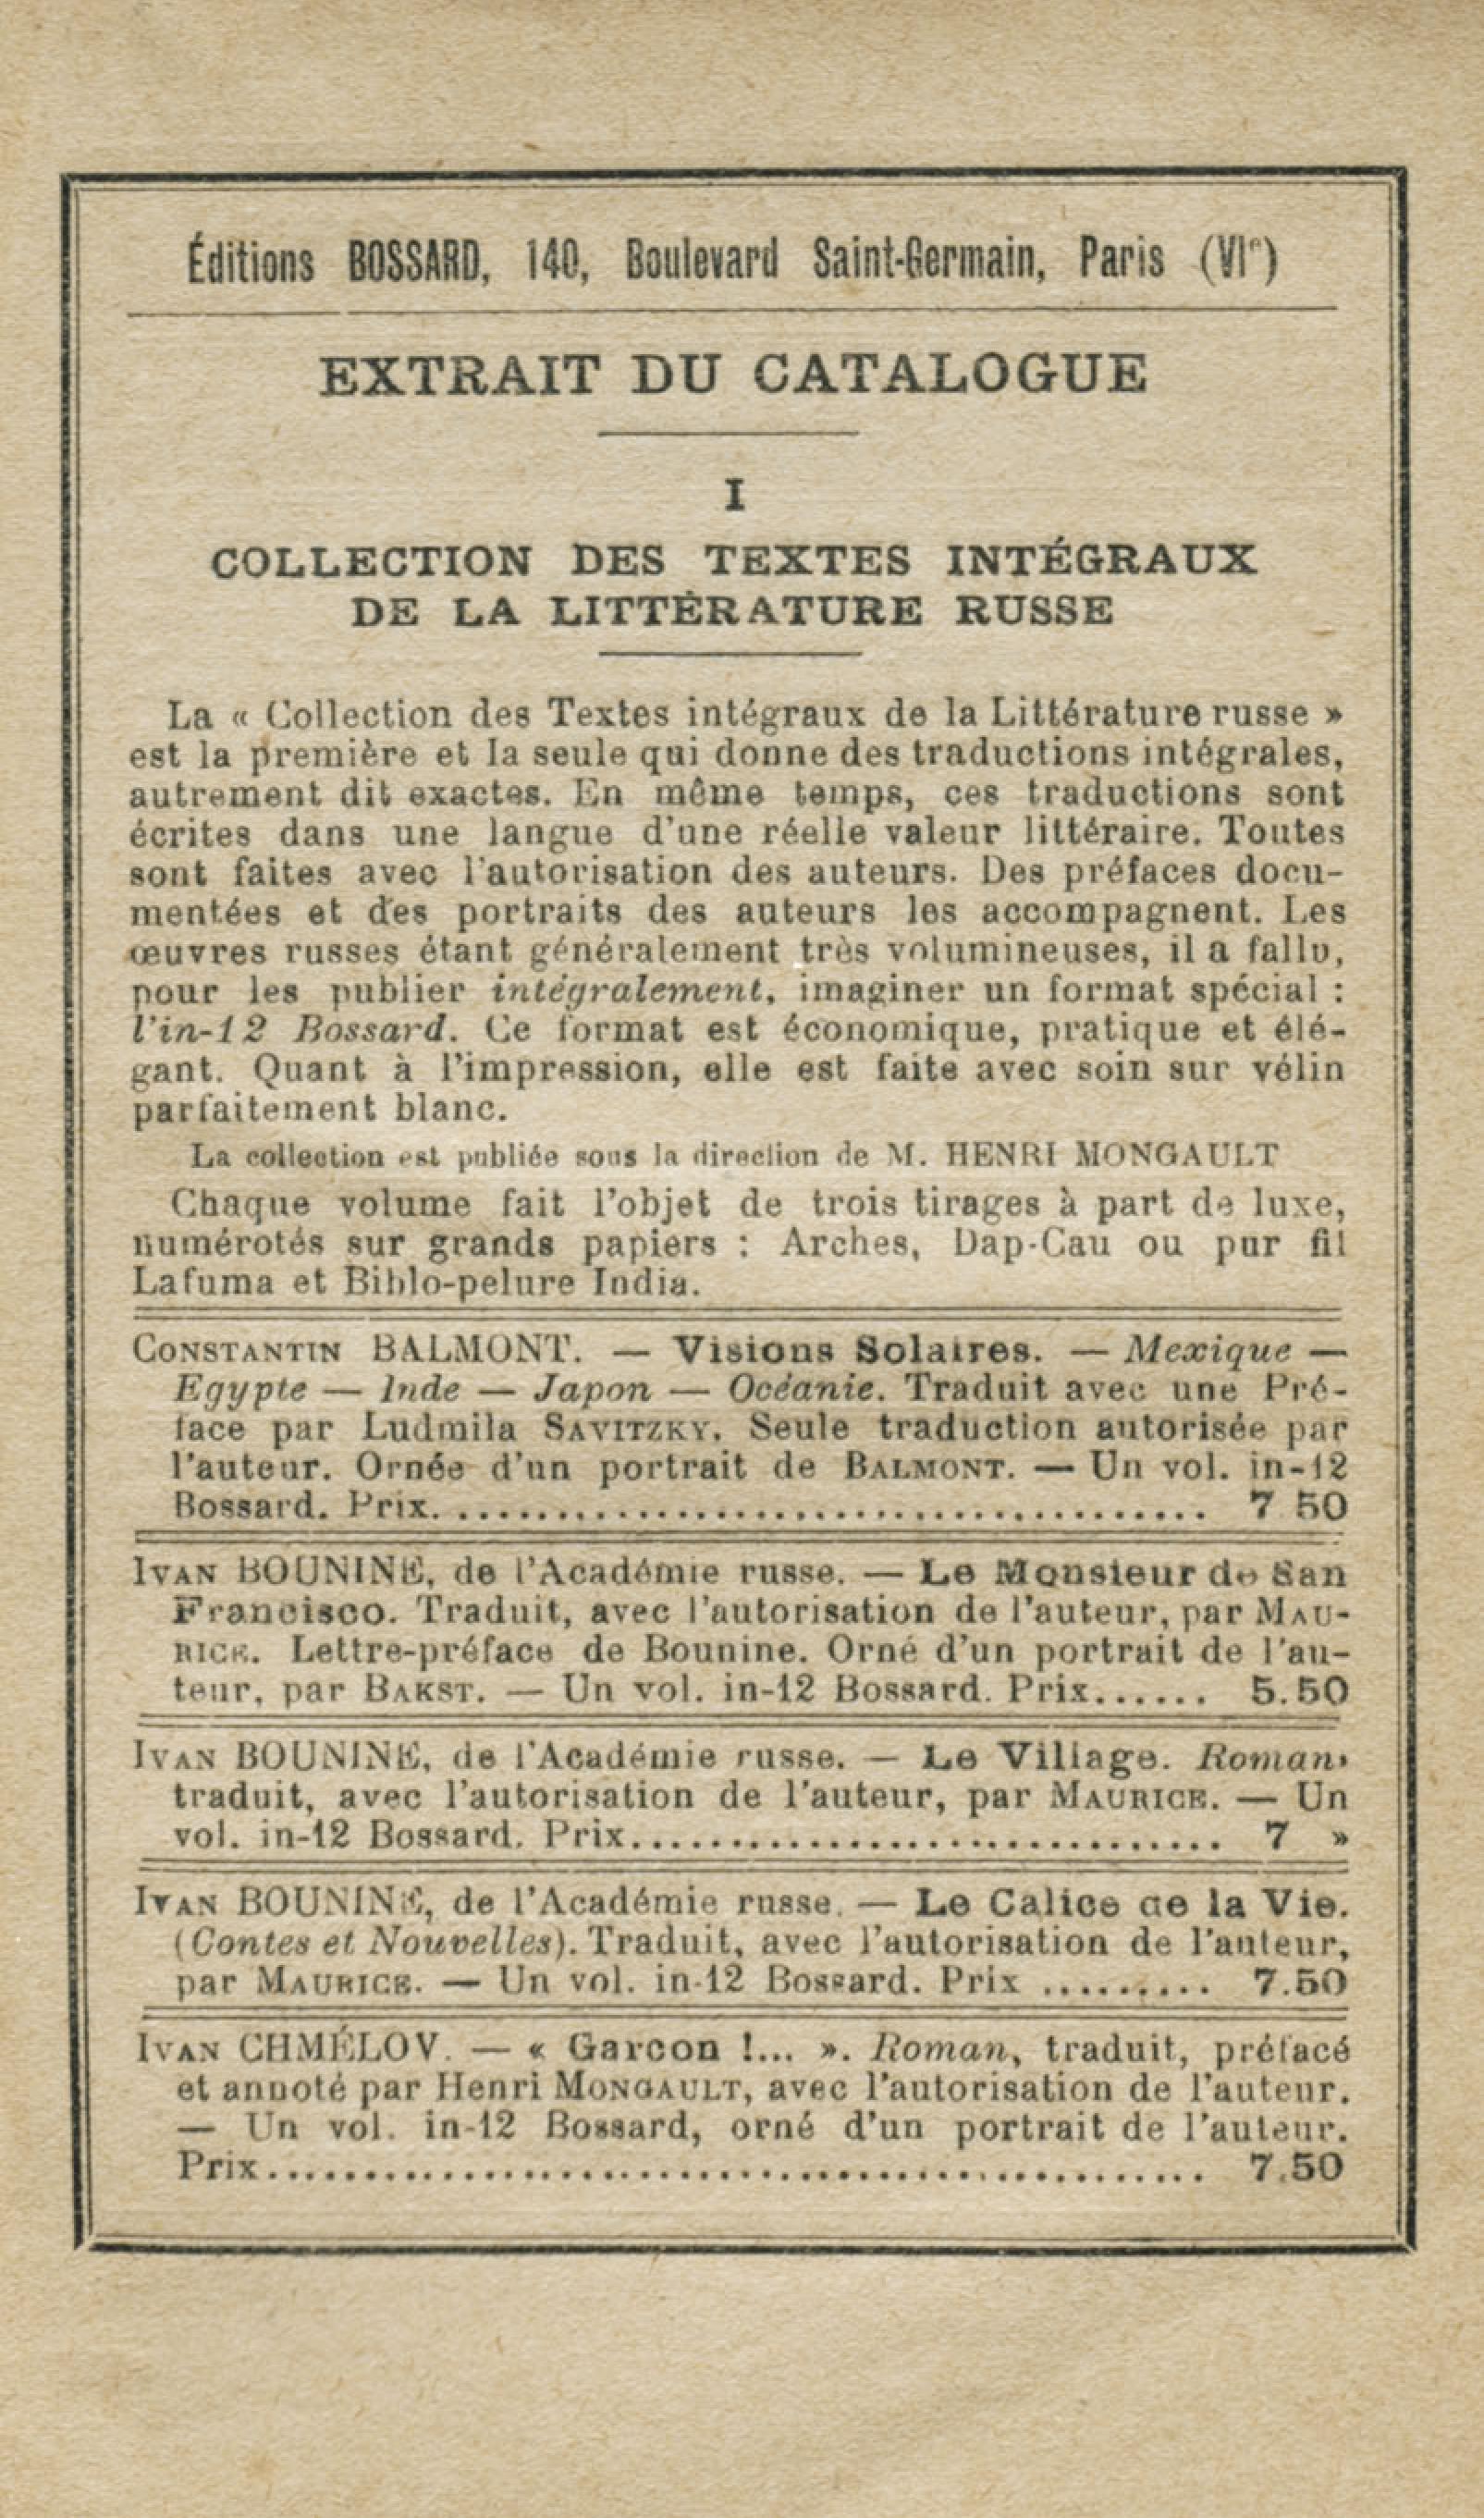 Éditions BOSSARD, 140, Boulevard Saint-Germain, Paris (VIe)
EXTRAIT DU CATALOGUE
I
COLLECTION DES TEXTES INTÉGRAUX
DE LA LITTÉRATURE RUSSE
La « Collection des Textes intégraux de la Littérature russe »
est la première et la seule qui donne des traductions intégrales,
autrement dit exactes. En même temps, ces traductions sont
écrites dans une langue d'une réelle valeur littéraire. Toutes
sont faites avec l'autorisation des auteurs. Des préfaces docu-
mentées et des portraits des auteurs les accompagnent. Les
œuvres russes étant généralement très volumineuses, il a fallu,
pour les publier intégralement, imaginer un format spécial :
l'in-12 Bossard. Ce format est économique, pratique et élé-
gant. Quant à l'impression, elle est faite avec soin sur vélin
parfaitement blanc.
La collection est publiée sous la direction de M. HENRI MONGAULT
Chaque volume fait l'objet de trois tirages à part de luxe,
numérotés sur grands papiers : Arches, Dap-Cau ou pur fil
Lafuma et Biblo-pelure India.
CONSTANTIN BALMONT. — Visions Solaires. — Mexique —
Egypte — Inde — Japon — Océanie. Traduit avec une Pré-
face par Ludmila SAVITZKY. Seule traduction autorisée par
l'auteur. Ornée d'un portrait de BALMONT. — Un vol. in-12
Bossard. Prix....................................... 7 50
IVAN BOUNINE, de l'Académie russe. — Le Monsieur de San
Francisco. Traduit, avec l'autorisation de l'auteur, par MAU-
RICE. Lettre-préface de Bounine. Orné d'un portrait de l'au-
teur, par BAKST. — Un vol. in-12 Bossard. Prix...... 5.50
IVAN BOUNINE, de l'Académie russe. — Le Village. Roman,
traduit, avec l'autorisation de l'auteur, par MAURICE. — Un
vol. in-12 Bossard. Prix.............................. 7 »
IVAN BOUNINE, de l'Académie russe. — Le Calice de la Vie.
(Contes et Nouvelles). Traduit, avec l'autorisation de l'auteur,
par MAURICE. — Un vol. in-12 Bossard. Prix ......... 7.50
IVAN CHMÉLOV. — « Garcon !... ». Roman, traduit, préfacé
et annoté par Henri MONGAULT, avec l'autorisation de l'auteur.
— Un vol. in-12 Bossard, orné d'un portrait de l'auteur.
Prix............................................... 7.50